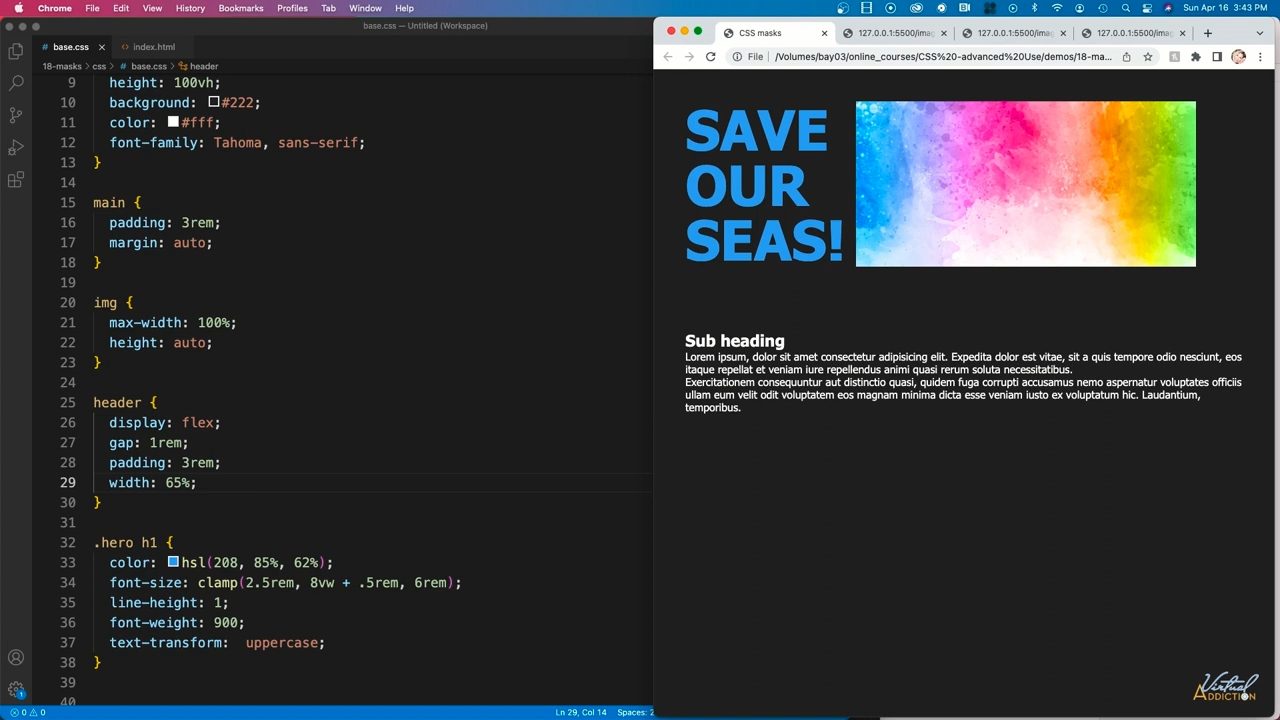 Chrome File Edit View History Bookmarks Profiles Tab Window Help Sun Apr 16 3:43 PM
base.css — Untitled (Workspace)
base.css index.html
18-masks > css > base.css > header
9 height: 100vh;
10 background: #222;
11 color: #fff;
12 font-family: Tahoma, sans-serif;
13 }
14
15 main {
16 padding: 3rem;
17 margin: auto;
18 }
19
20 img {
21 max-width: 100%;
22 height: auto;
23 }
24
25 header {
26 display: flex;
27 gap: 1rem;
28 padding: 3rem;
29 width: 65%;
30 }
31
32 .hero h1 {
33 color: hsl(208, 85%, 62%);
34 font-size: clamp(2.5rem, 8vw + .5rem, 6rem);
35 line-height: 1;
36 font-weight: 900;
37 text-transform:  uppercase;
38 }
39
40
0 0 Ln 29, Col 14 Spaces: 2
1
CSS masks 127.0.0.1:5500/imag 127.0.0.1:5500/imag 127.0.0.1:5500/imag
File /Volumes/bay03/online_courses/CSS%20-advanced%20Use/demos/18-ma...
SAVE
OUR
SEAS!
Sub heading
Lorem ipsum, dolor sit amet consectetur adipisicing elit. Expedita dolor est vitae, sit a quis tempore odio nesciunt, eos
itaque repellat et veniam iure repellendus animi quasi rerum soluta necessitatibus.
Exercitationem consequuntur aut distinctio quasi, quidem fuga corrupti accusamus nemo aspernatur voluptates officiis
ullam eum velit odit voluptatem eos magnam minima dicta esse veniam iusto ex voluptatum hic. Laudantium,
temporibus.
Virtual
ADDICTION